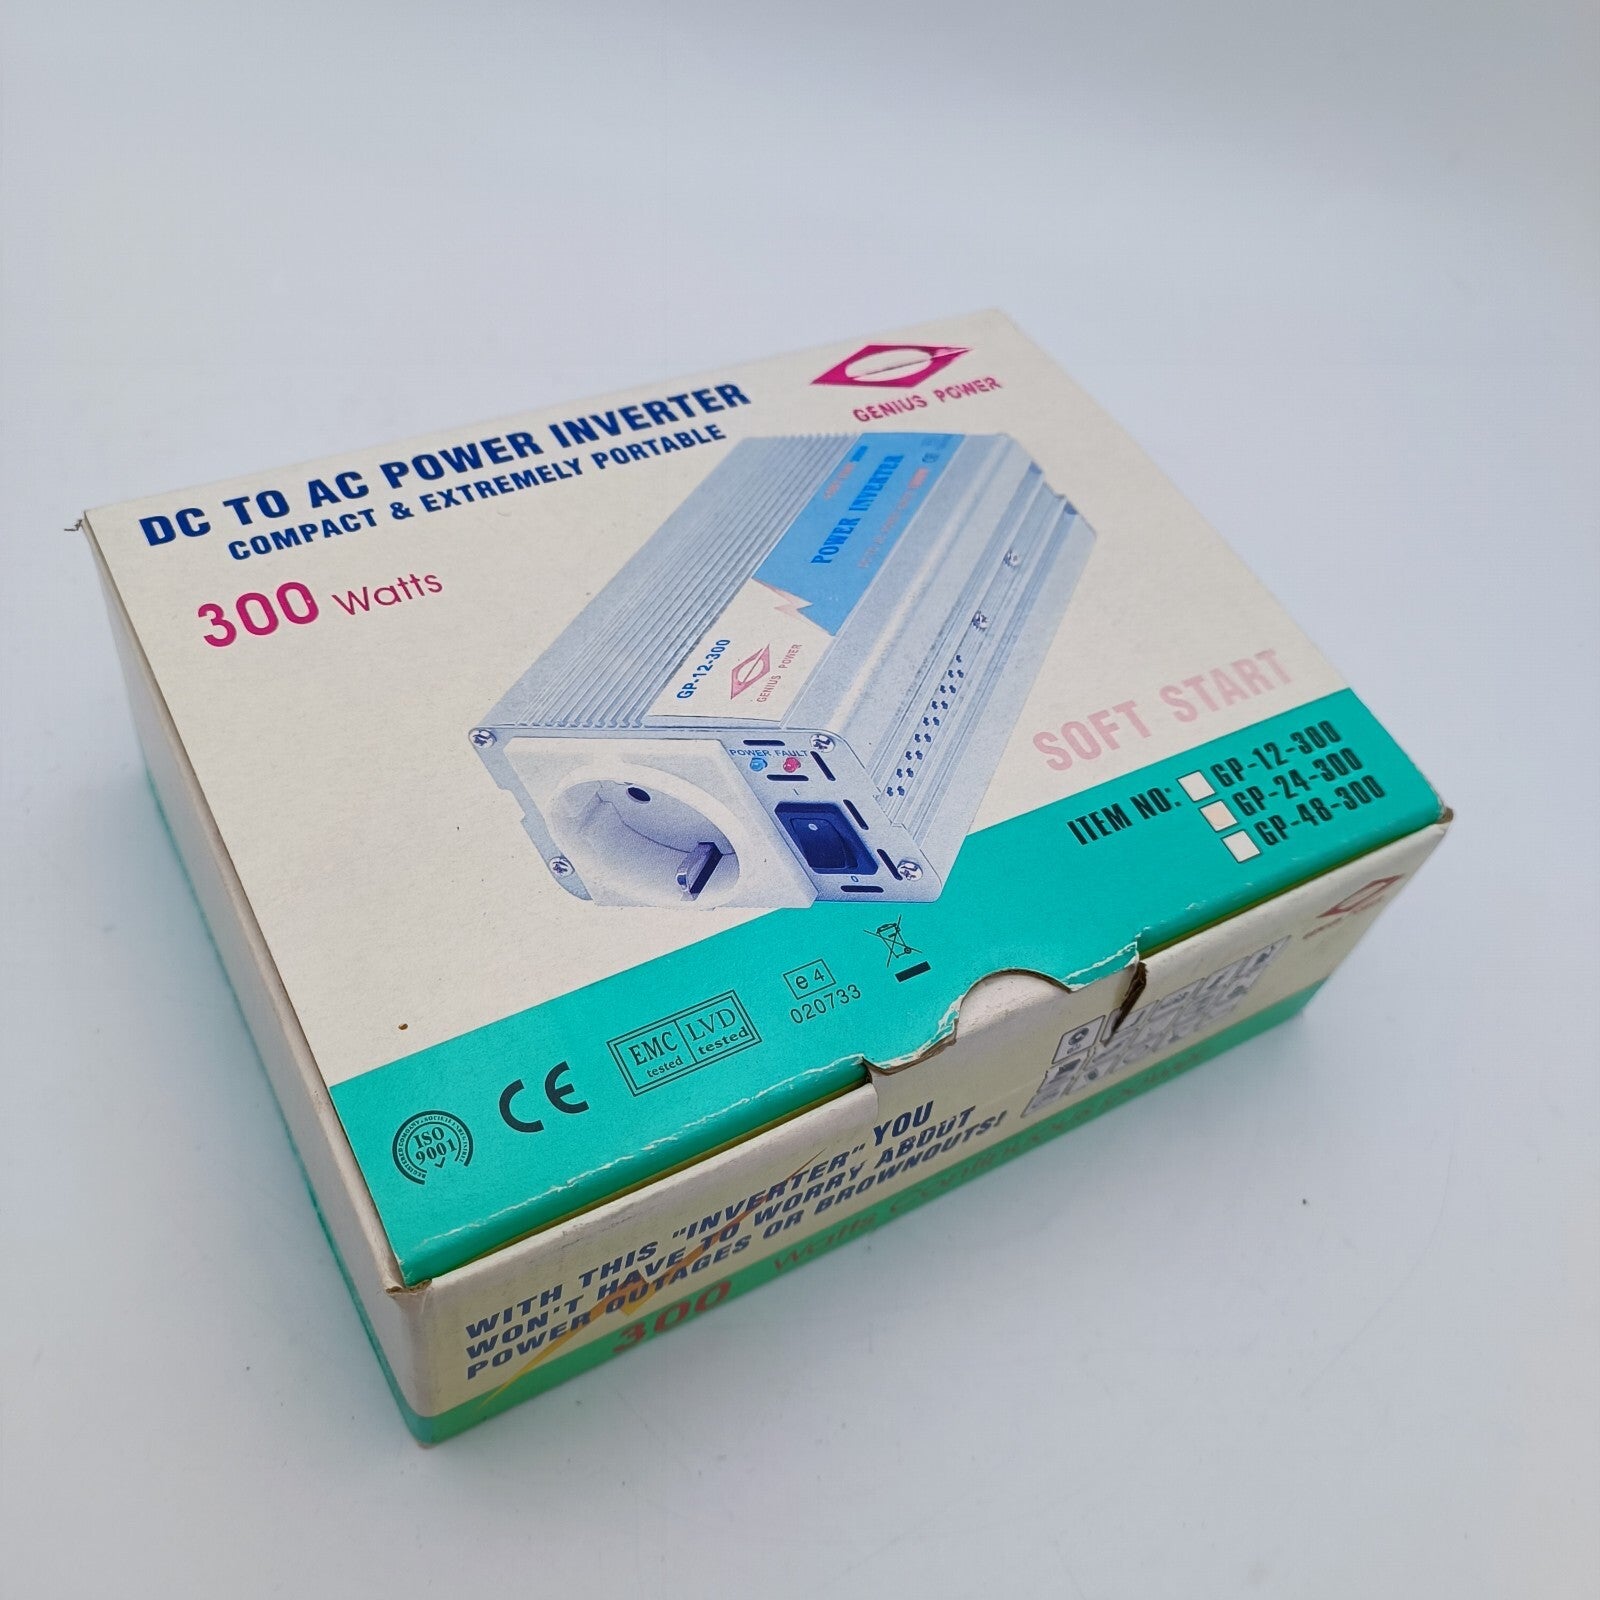 DC TO AC POWER INVERTER
COMPACT & EXTREMELY PORTABLE
300 Watts
GENIUS POWER
POWER INVERTER
GP-12-300
GENIUS POWER
POWER FAULT
SOFT START
ITEM NO: GP-12-300
GP-24-300
GP-48-300
ISO
9001
CE
EMC tested
LVD tested
e4
020733
WITH THIS "INVERTER" YOU
WON'T HAVE TO WORRY ABOUT
POWER OUTAGES OR BROWNOUTS!
300 Watts Continuous Power